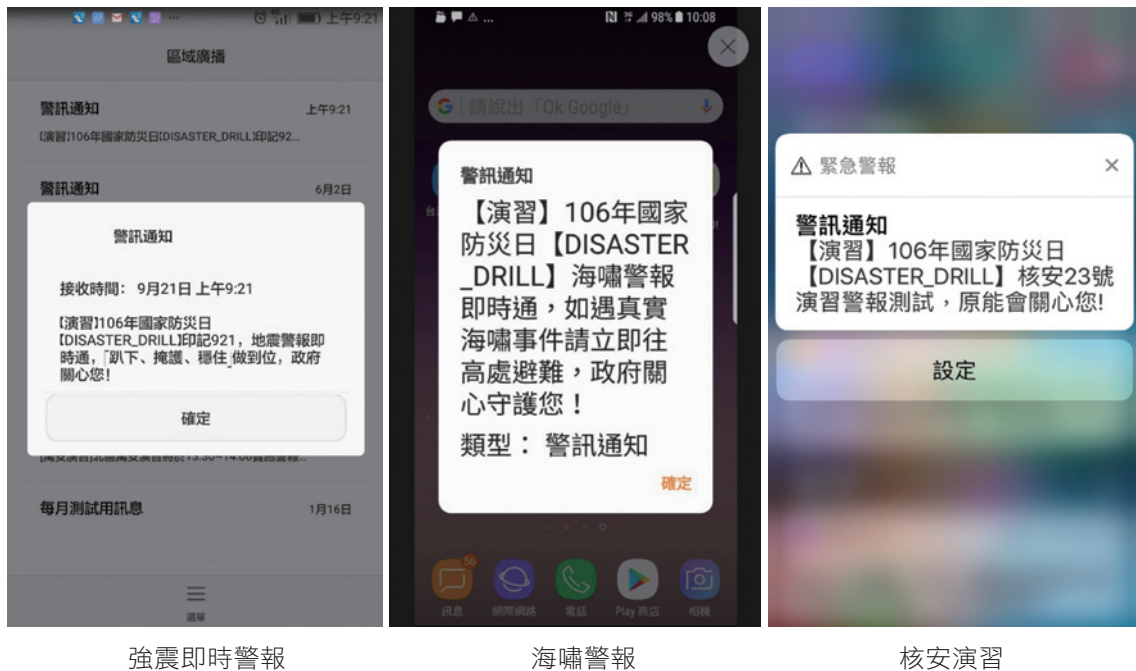 上午9:21
區域廣播
警訊通知 上午9:21
[演習]106年國家防災日[DISASTER_DRILL]印記92...
警訊通知 6月2日
警訊通知
接收時間： 9月21日 上午9:21
[演習]106年國家防災日
[DISASTER_DRILL]印記921，地震警報即
時通，「趴下、掩護、穩住」做到位，政府
關心您！
確定
每月測試用訊息 1月16日
選單
強震即時警報
... 98% 10:08
請說出「Ok Google」
警訊通知
【演習】106年國家
防災日【DISASTER
_DRILL】海嘯警報
即時通，如遇真實
海嘯事件請立即往
高處避難，政府關
心守護您！
類型： 警訊通知
確定
56
訊息 網際網路 電話 Play 商店 相機
海嘯警報
緊急警報
警訊通知
【演習】106年國家防災日
【DISASTER_DRILL】核安23號
演習警報測試，原能會關心您!
設定
核安演習